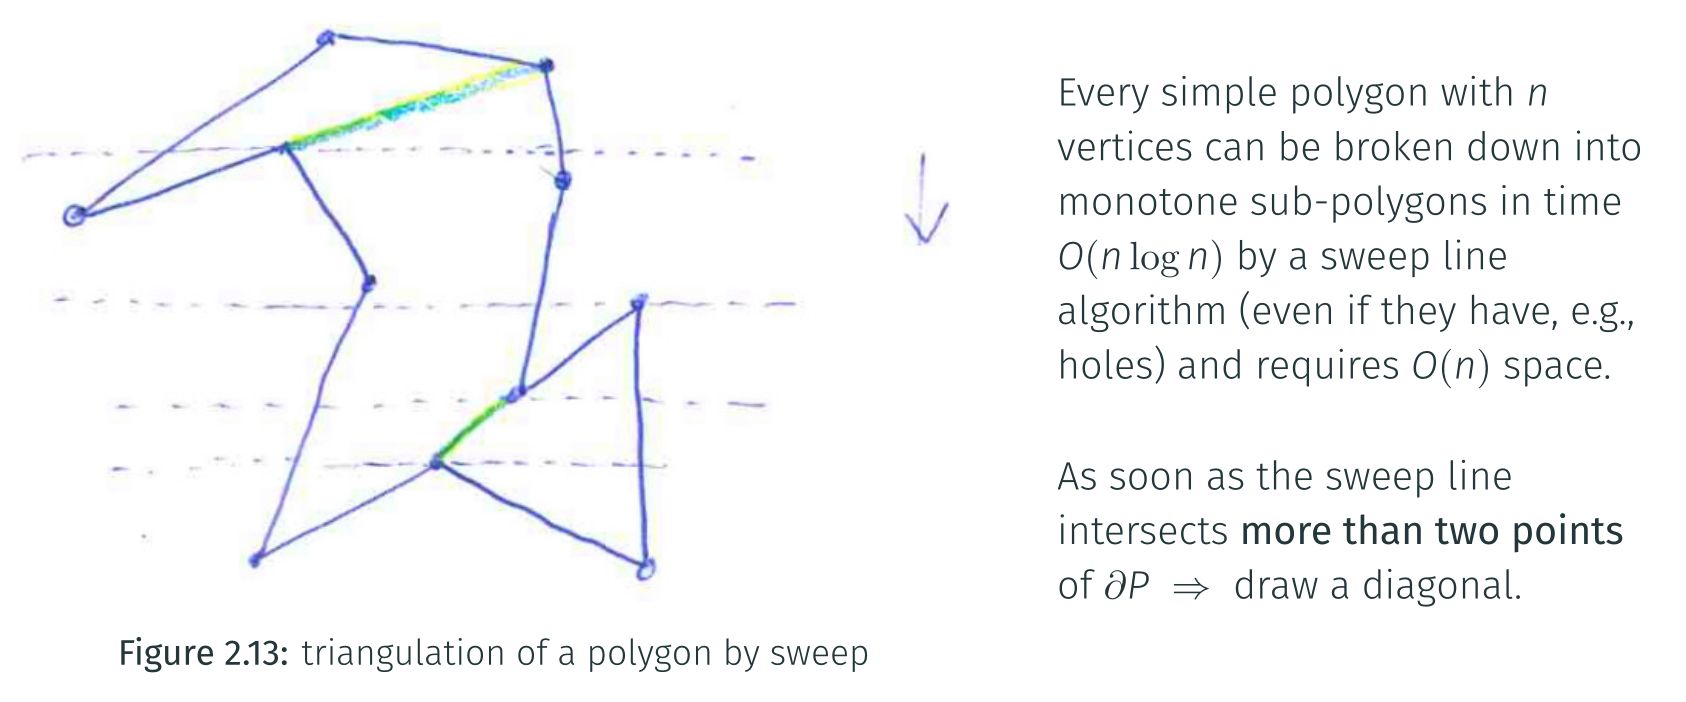 Every simple polygon with n
vertices can be broken down into
monotone sub-polygons in time
O(n log n) by a sweep line
algorithm (even if they have, e.g.,
holes) and requires O(n) space.
As soon as the sweep line
intersects more than two points
of ∂P ⇒ draw a diagonal.
Figure 2.13: triangulation of a polygon by sweep